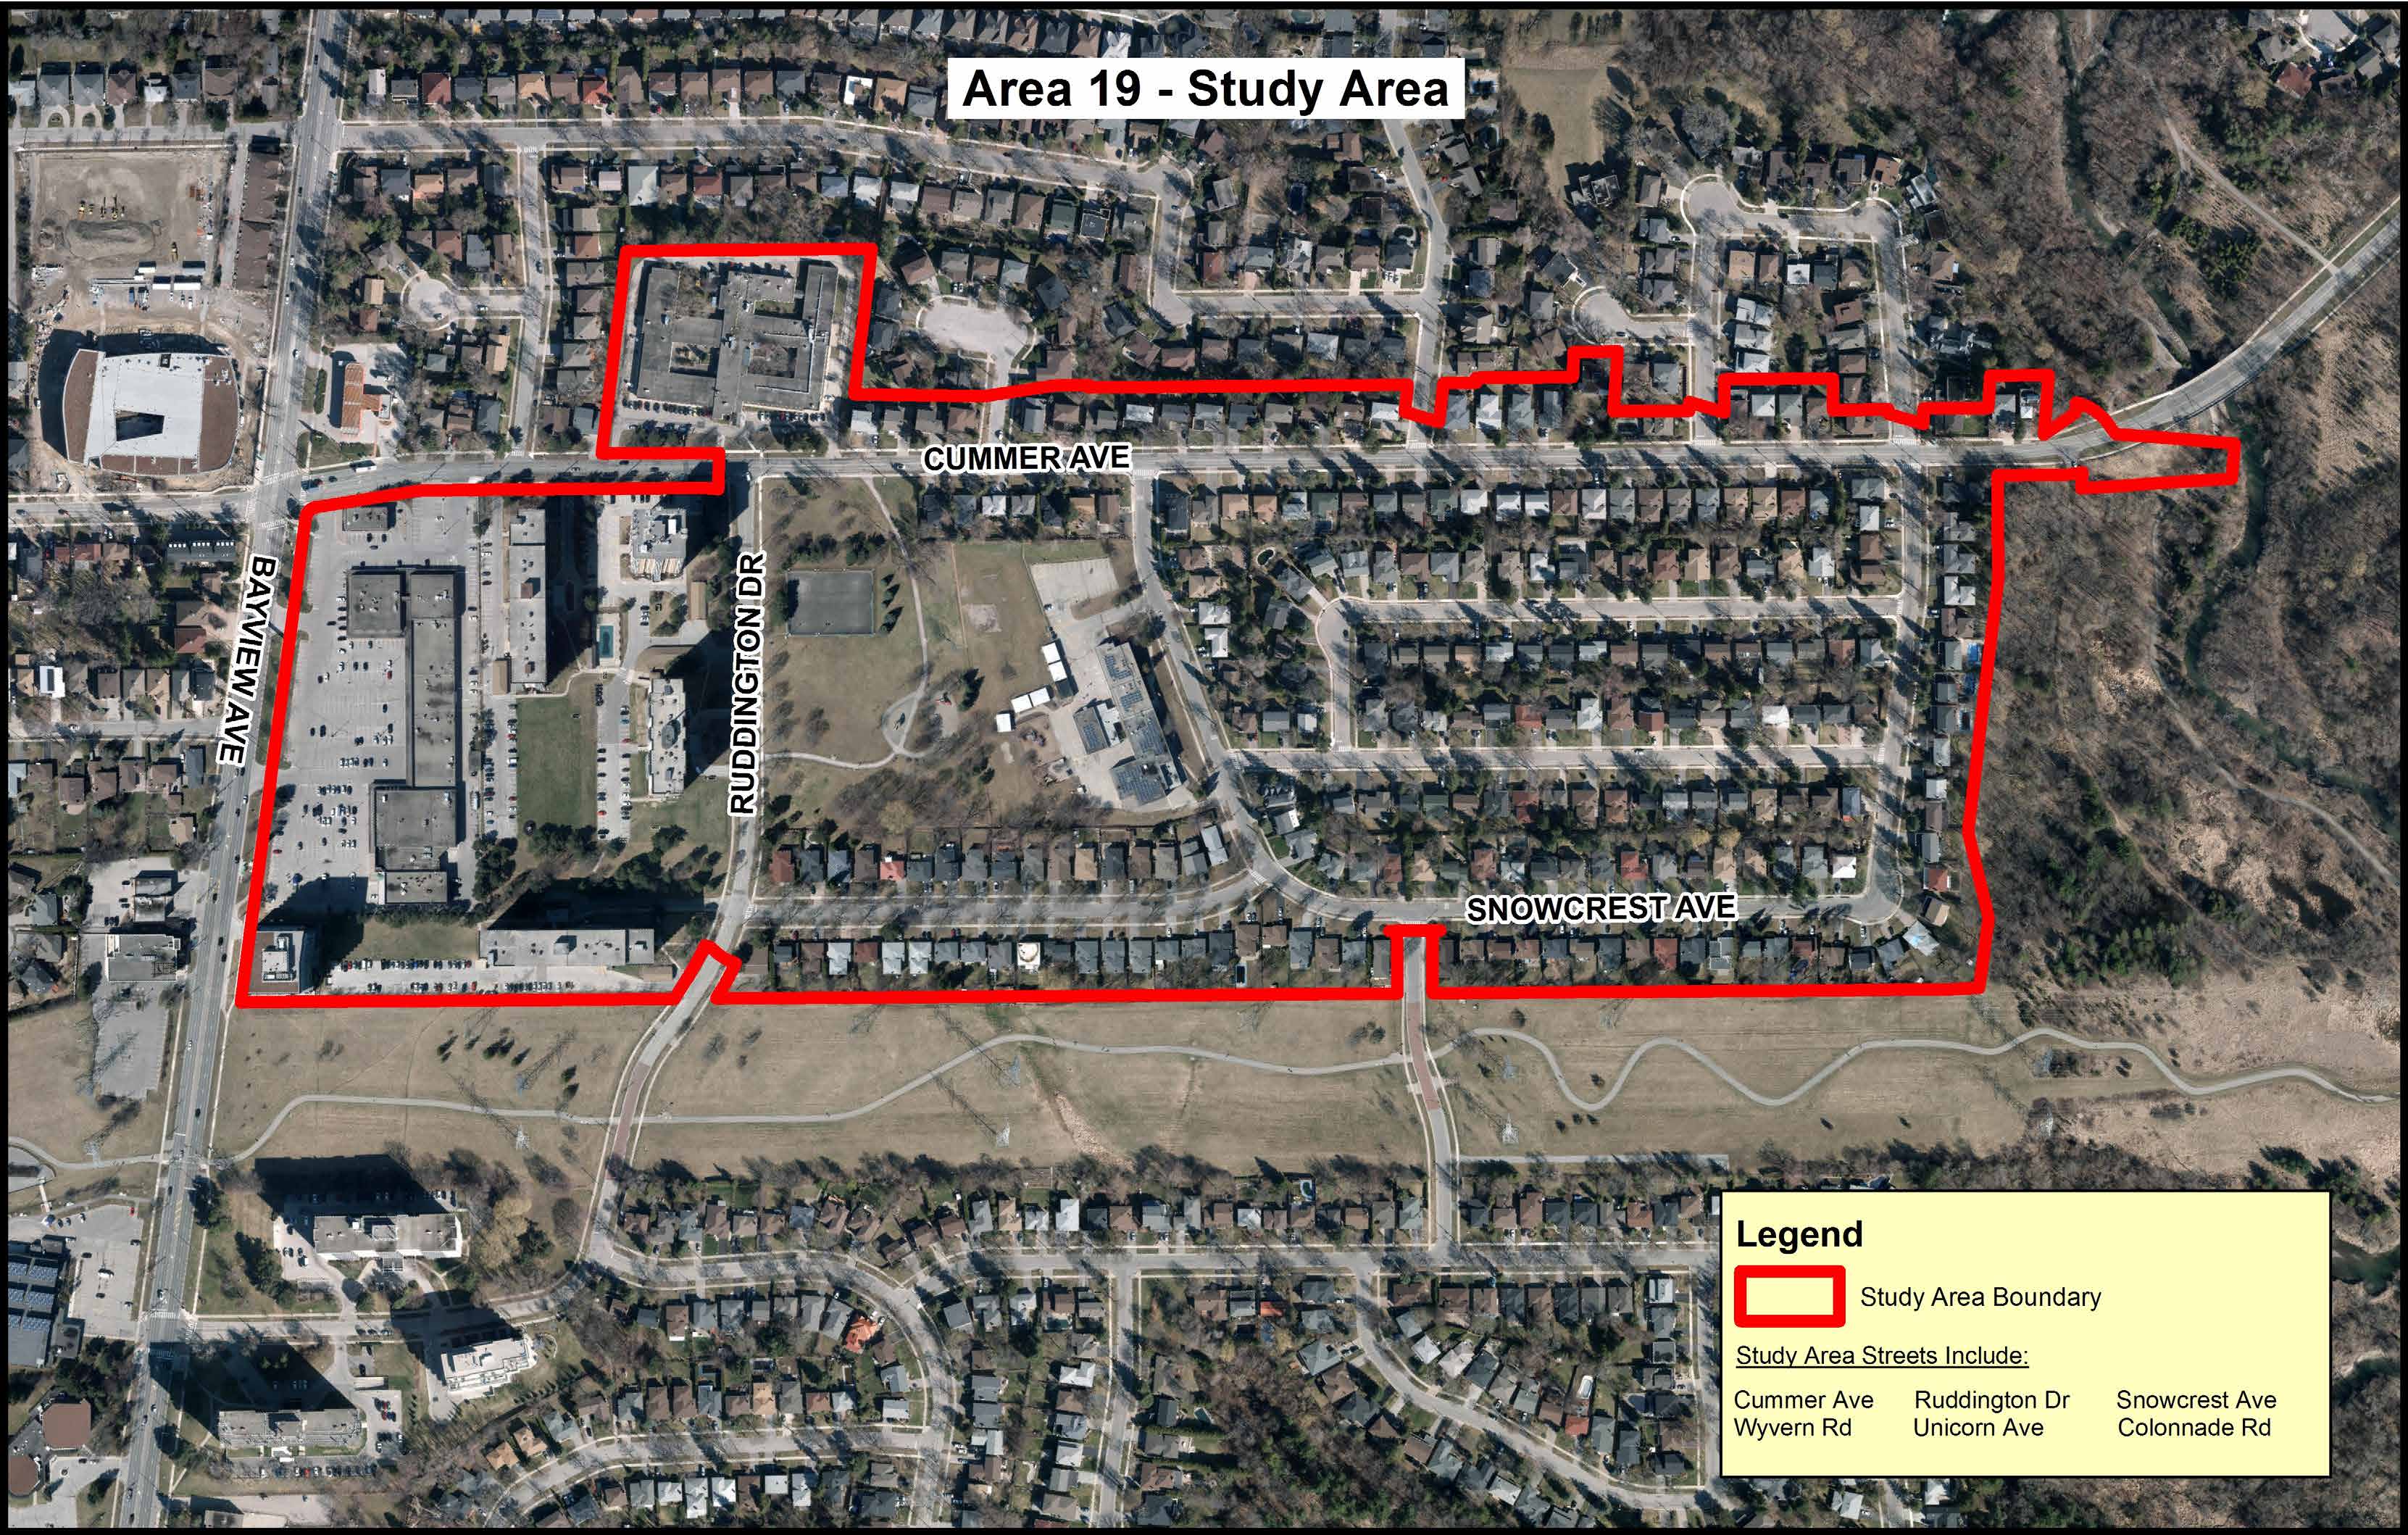 Area 19 - Study Area
CUMMER AVE
BAYVIEW AVE
RUDDINGTON DR
SNOWCREST AVE
Legend
Study Area Boundary
Study Area Streets Include:
Cummer Ave Ruddington Dr Snowcrest Ave
Wyvern Rd Unicorn Ave Colonnade Rd